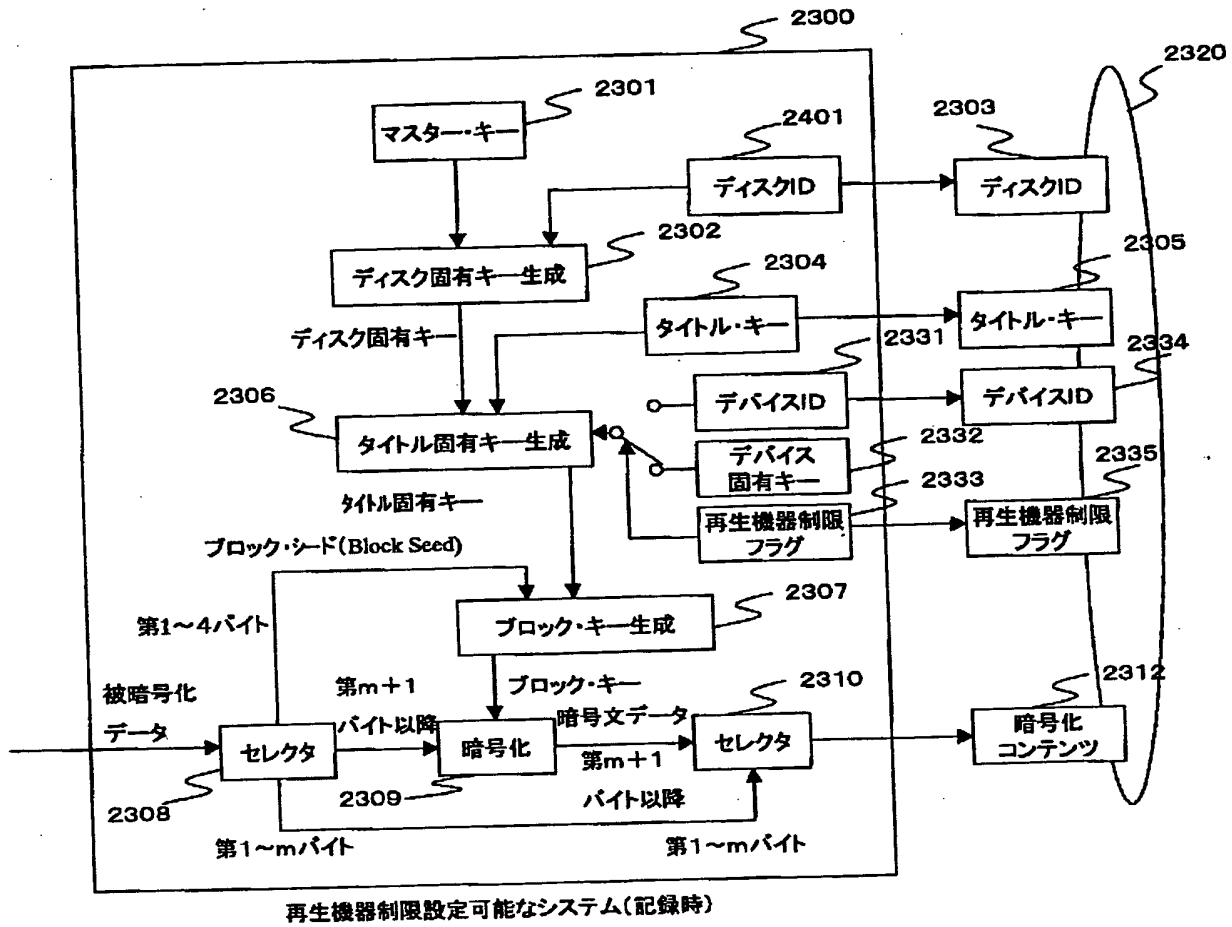 2300
2320
2301
マスター・キー
2401
ディスクID
2303
ディスクID
2302
ディスク固有キー生成
2304
タイトル・キー
2305
タイトル・キー
ディスク固有キー
2331
デバイスID
2334
デバイスID
2306
タイトル固有キー生成
2332
デバイス
固有キー
2333
再生機器制限
フラグ
2335
再生機器制限
フラグ
タイトル固有キー
ブロック・シード(Block Seed)
2307
ブロック・キー生成
第1～4バイト
被暗号化
データ
第m+1
バイト以降
ブロック・キー
暗号文データ
2310
2312
セレクタ
暗号化
第m+1
バイト以降
セレクタ
暗号化
コンテンツ
2308
2309
第1～mバイト
第1～mバイト
再生機器制限設定可能なシステム(記録時)